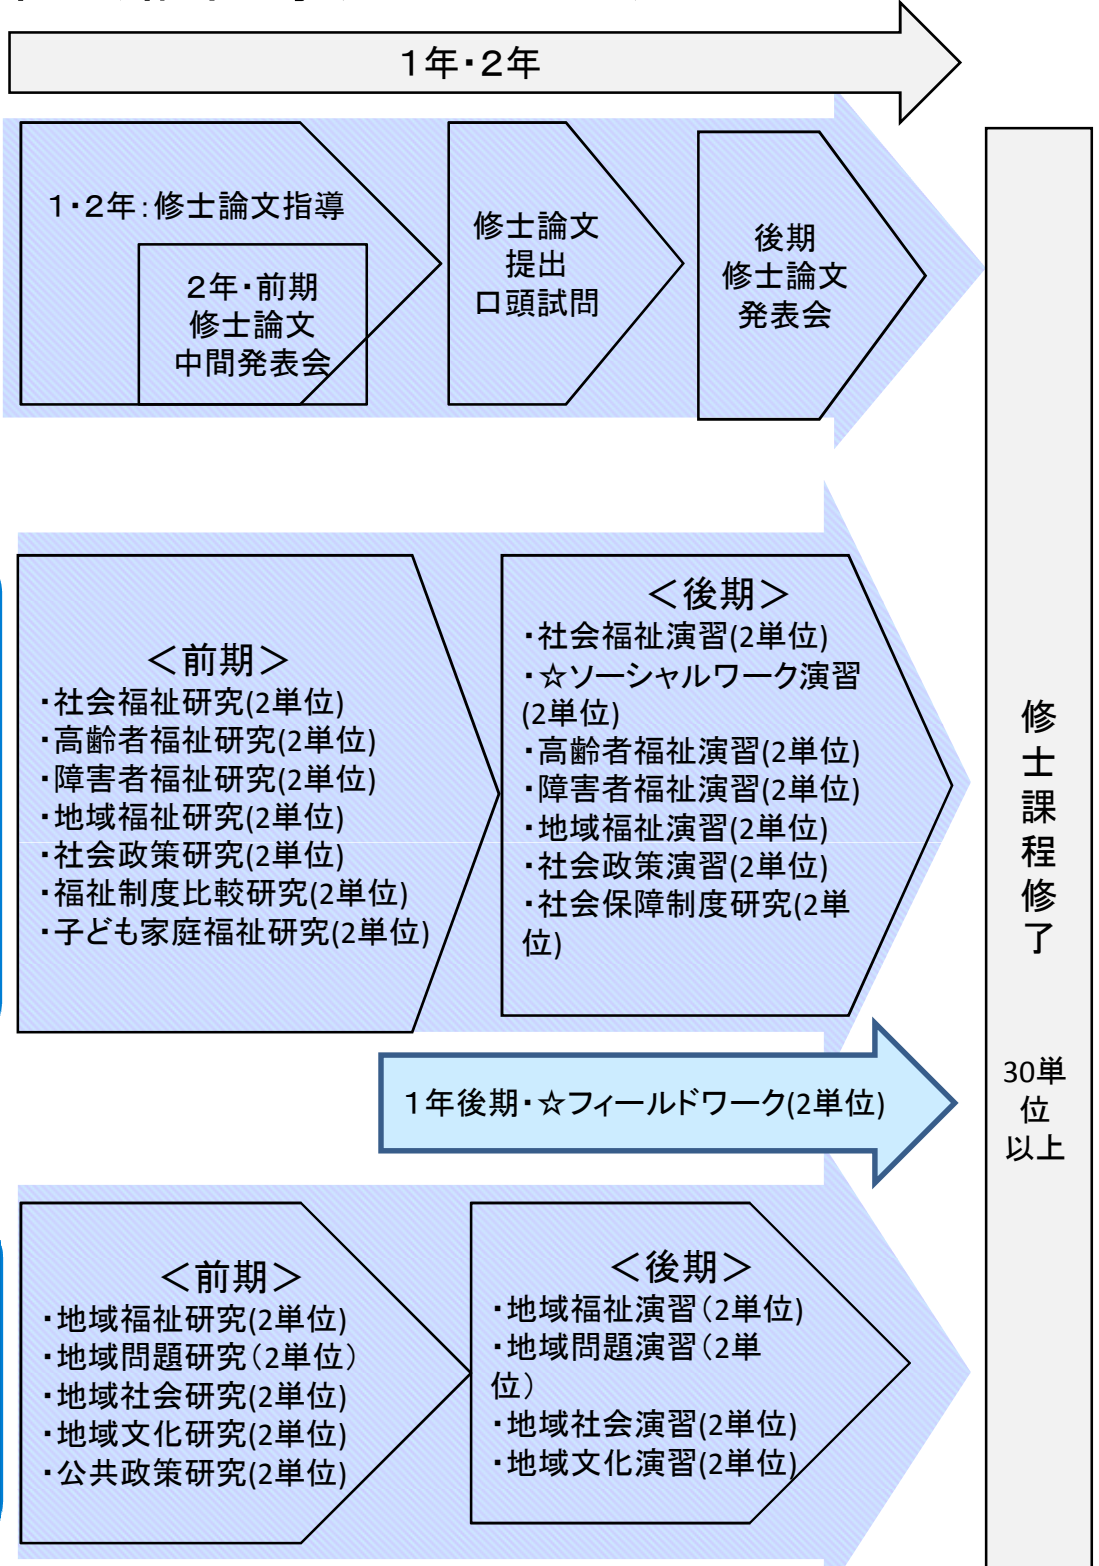 1年・2年
1・2年：修士論文指導
2年・前期
修士論文
中間発表会
修士論文
提出
口頭試問
後期
修士論文
発表会
＜前期＞
・社会福祉研究(2単位)
・高齢者福祉研究(2単位)
・障害者福祉研究(2単位)
・地域福祉研究(2単位)
・社会政策研究(2単位)
・福祉制度比較研究(2単位)
・子ども家庭福祉研究(2単位)
＜後期＞
・社会福祉演習(2単位)
・☆ソーシャルワーク演習
(2単位)
・高齢者福祉演習(2単位)
・障害者福祉演習(2単位)
・地域福祉演習(2単位)
・社会政策演習(2単位)
・社会保障制度研究(2単
位)
1年後期・☆フィールドワーク(2単位)
＜前期＞
・地域福祉研究(2単位)
・地域問題研究（2単位）
・地域社会研究(2単位)
・地域文化研究(2単位)
・公共政策研究(2単位)
＜後期＞
・地域福祉演習（2単位)
・地域問題演習（2単
位）
・地域社会演習(2単位)
・地域文化演習(2単位)
修士課程修了
30単
位
以上